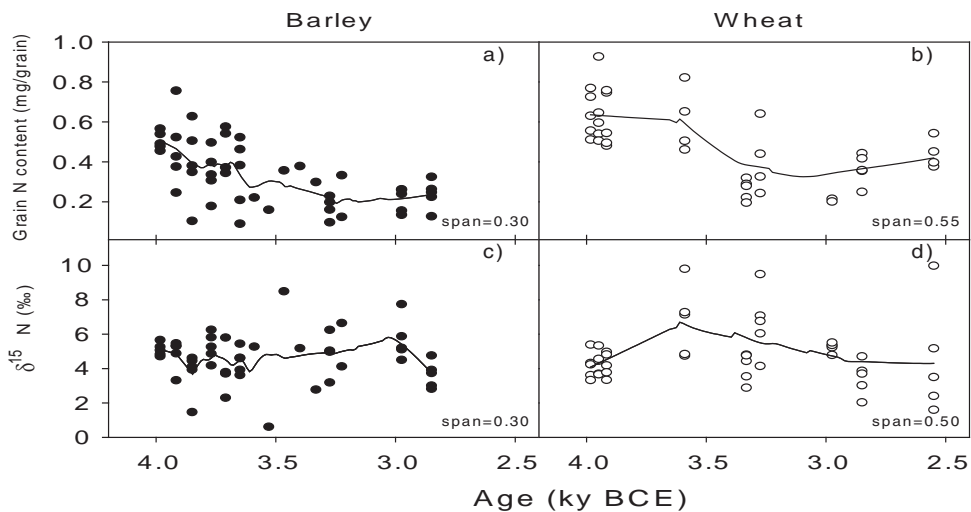 Barley Wheat
Grain N content (mg/grain)
1.0
0.8
0.6
0.4
0.2
a)
span=0.30
b)
span=0.55
δ15 N (‰)
10
8
6
4
2
0
c)
span=0.30
d)
span=0.50
4.0 3.5 3.0 2.5 4.0 3.5 3.0 2.5
Age (ky BCE)